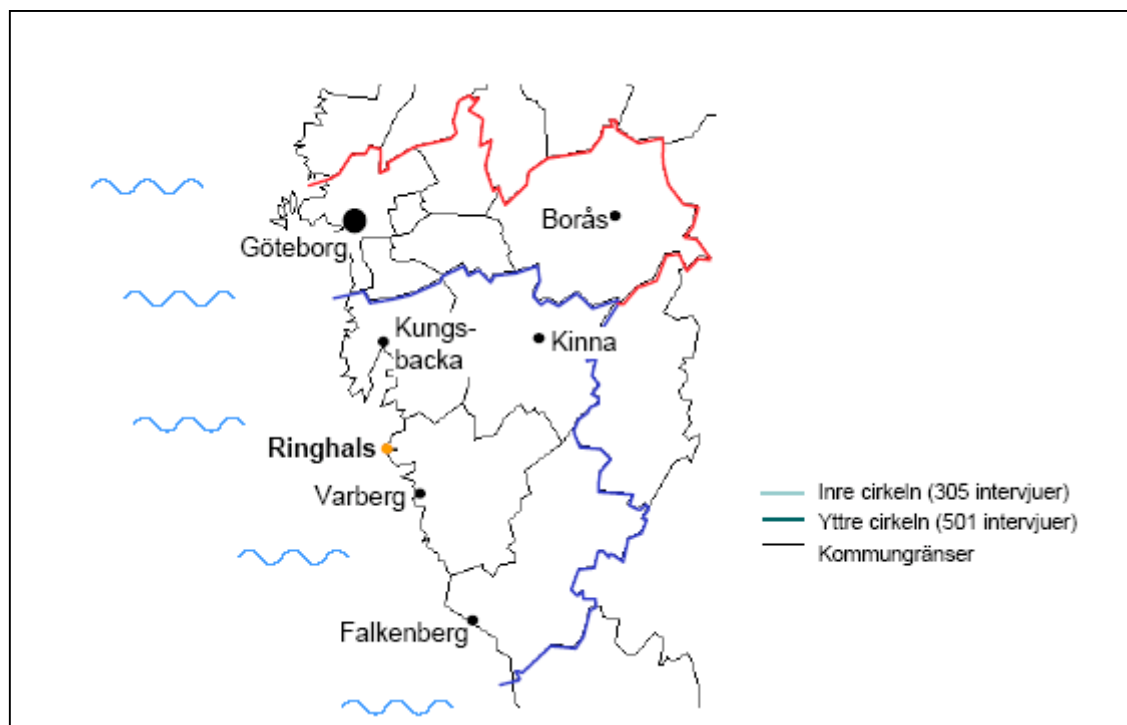 Borås
Göteborg
Kungs-
backa
Kinna
Ringhals
Varberg
Inre cirkeln (305 intervjuer)
Yttre cirkeln (501 intervjuer)
Kommungränser
Falkenberg